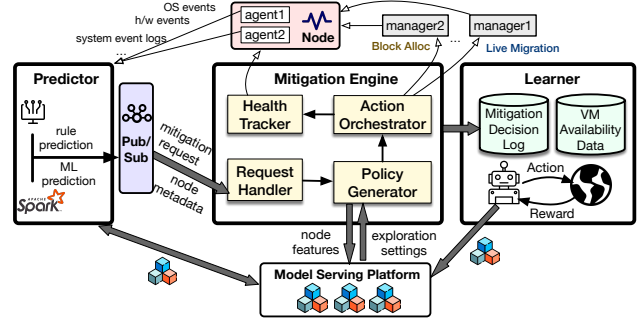 OS events
h/w events
system event logs
...
agent1
agent2
Node
manager2
manager1
...
Block Alloc
Live Migration
Predictor
rule prediction
ML prediction
APACHE
Spark
Pub/
Sub
mitigation
request
node
metadata
Mitigation Engine
Health
Tracker
Action
Orchestrator
Request
Handler
Policy
Generator
node
features
exploration
settings
Learner
Mitigation
Decision
Log
VM
Availability
Data
Action
Reward
Model Serving Platform